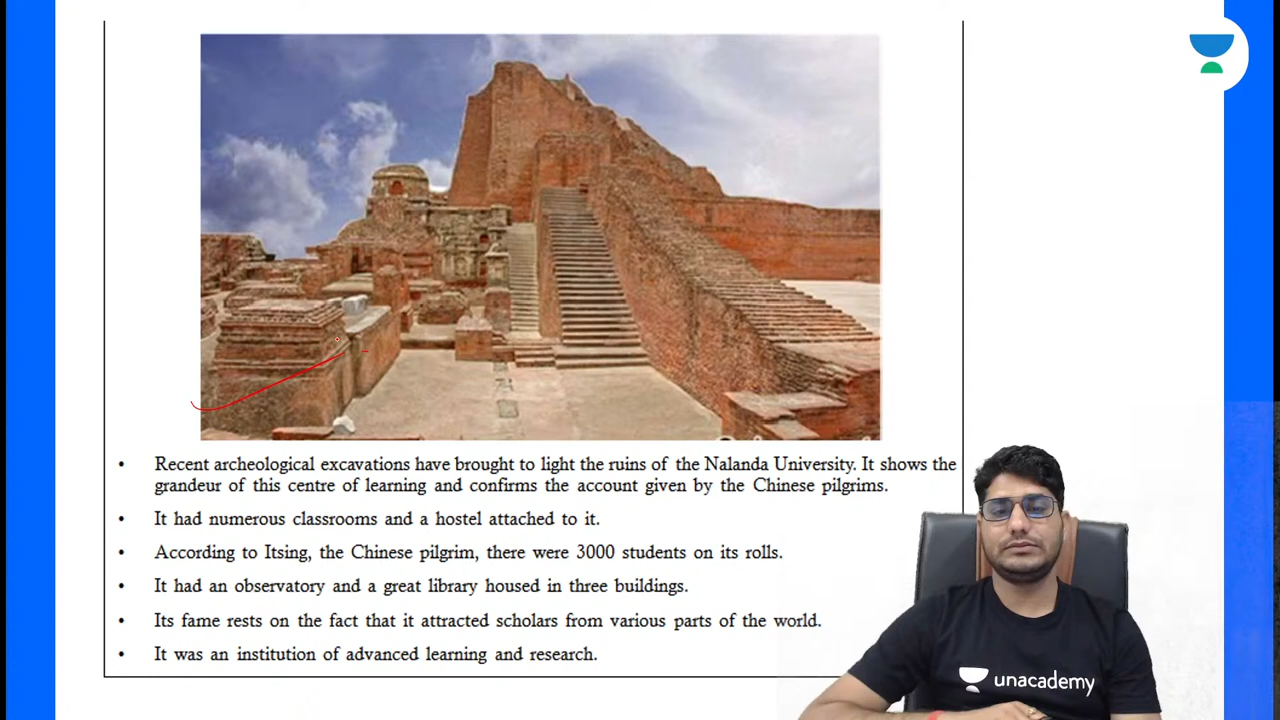 • Recent archeological excavations have brought to light the ruins of the Nalanda University. It shows the
grandeur of this centre of learning and confirms the account given by the Chinese pilgrims.
• It had numerous classrooms and a hostel attached to it.
• According to Itsing, the Chinese pilgrim, there were 3000 students on its rolls.
• It had an observatory and a great library housed in three buildings.
• Its fame rests on the fact that it attracted scholars from various parts of the world.
• It was an institution of advanced learning and research.
unacademy